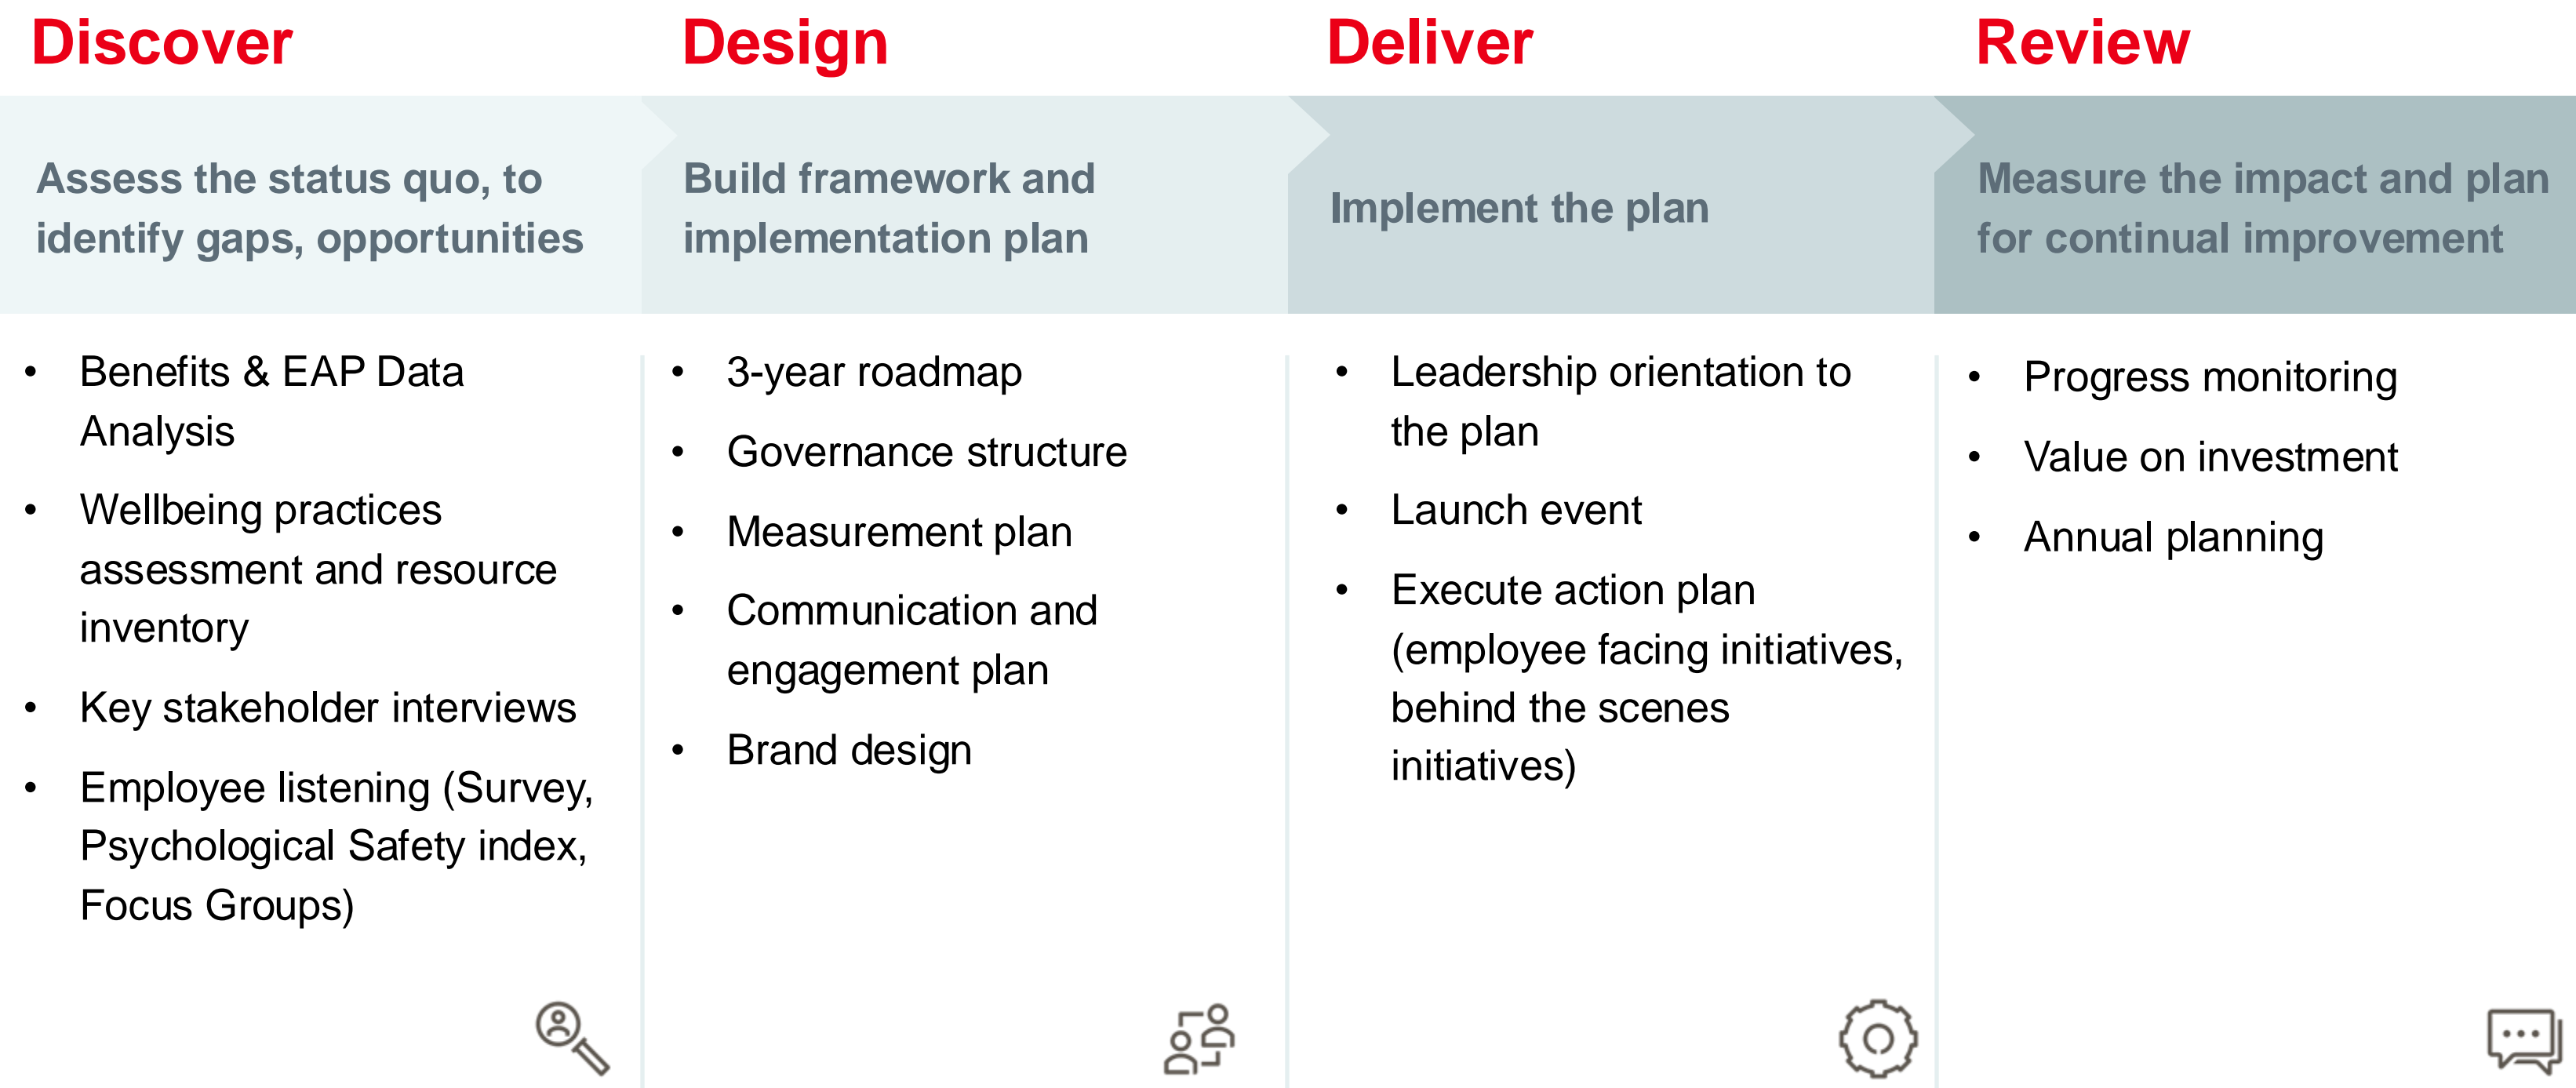 Discover
Assess the status quo, to
identify gaps, opportunities
• Benefits & EAP Data
Analysis
• Wellbeing practices
assessment and resource
inventory
• Key stakeholder interviews
• Employee listening (Survey,
Psychological Safety index,
Focus Groups)
Design
Build framework and
implementation plan
• 3-year roadmap
• Governance structure
• Measurement plan
• Communication and
engagement plan
• Brand design
Deliver
Implement the plan
• Leadership orientation to
the plan
• Launch event
• Execute action plan
(employee facing initiatives,
behind the scenes
initiatives)
Review
Measure the impact and plan
for continual improvement
• Progress monitoring
• Value on investment
• Annual planning